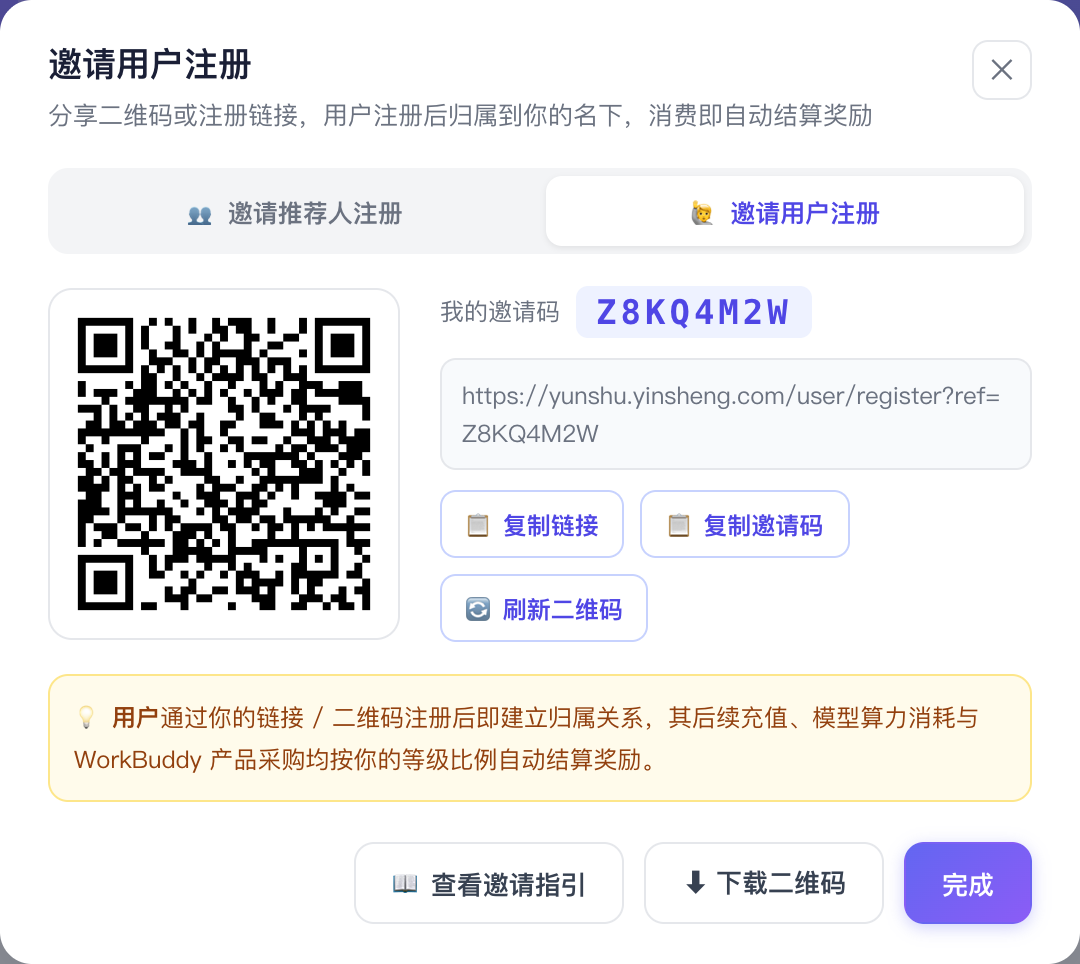 邀请用户注册
分享二维码或注册链接，用户注册后归属到你的名下，消费即自动结算奖励
邀请推荐人注册
邀请用户注册
我的邀请码 Z8KQ4M2W
https://yunshu.yinsheng.com/user/register?ref=
Z8KQ4M2W
复制链接
复制邀请码
刷新二维码
用户通过你的链接 / 二维码注册后即建立归属关系，其后续充值、模型算力消耗与
WorkBuddy 产品采购均按你的等级比例自动结算奖励。
查看邀请指引
下载二维码
完成